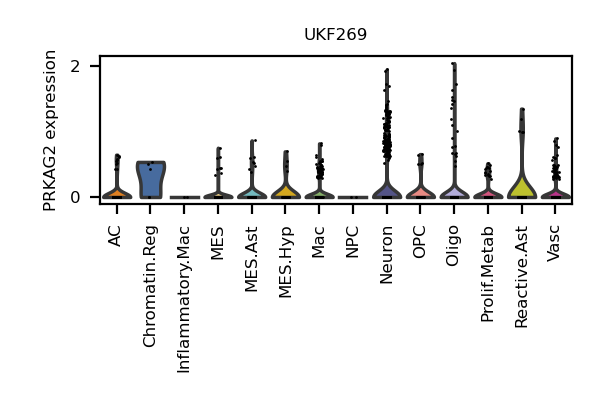 UKF269
PRKAG2 expression
2
0
AC
Chromatin.Reg
Inflammatory.Mac
MES
MES.Ast
MES.Hyp
Mac
NPC
Neuron
OPC
Oligo
Prolif.Metab
Reactive.Ast
Vasc